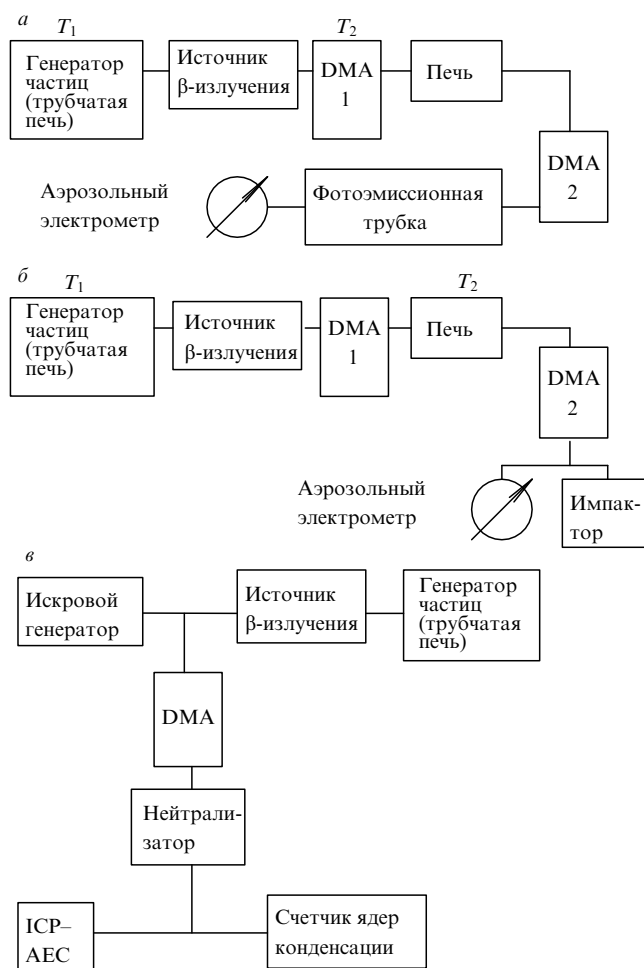 а
T₁
T₂
Генератор
частиц
(трубчатая
печь)
Источник
β-излучения
DMA
1
Печь
DMA
2
Фотоэмиссионная
трубка
Аэрозольный
электрометр
б
T₁
T₂
Генератор
частиц
(трубчатая
печь)
Источник
β-излучения
DMA
1
Печь
DMA
2
Аэрозольный
электрометр
Импак-
тор
в
Искровой
генератор
Источник
β-излучения
Генератор
частиц
(трубчатая
печь)
DMA
Нейтрали-
затор
ICP–
AEC
Счетчик ядер
конденсации